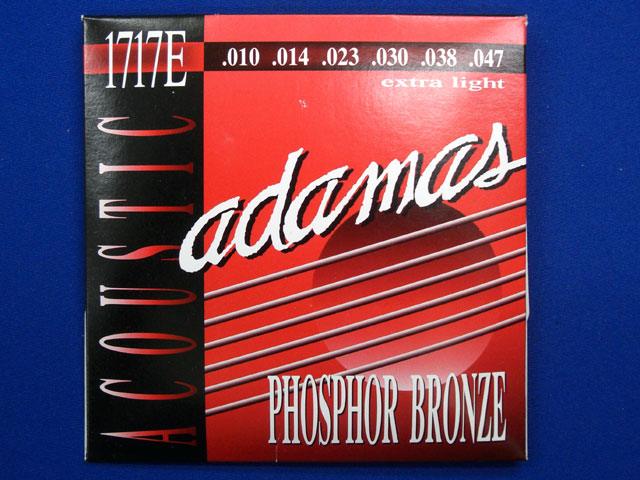 1717E .010 .014 .023 .030 .038 .047
extra light
ACOUSTIC
adamas
PHOSPHOR BRONZE